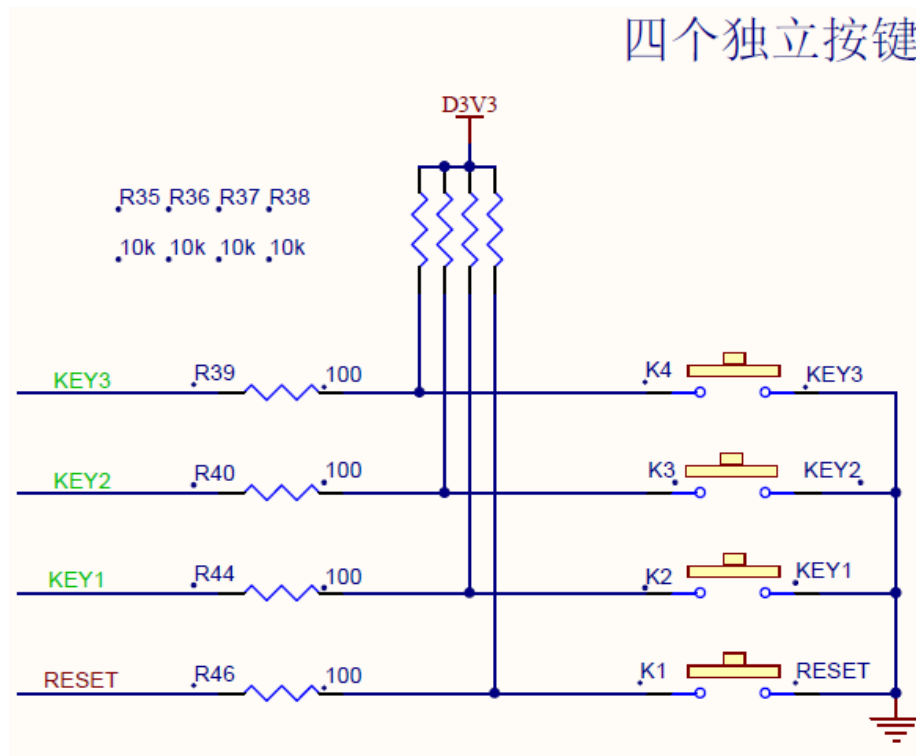 四个独立按键
D3V3
R35 R36 R37 R38
10k 10k 10k 10k
KEY3 R39 100 K4 KEY3
KEY2 R40 100 K3 KEY2
KEY1 R44 100 K2 KEY1
RESET R46 100 K1 RESET